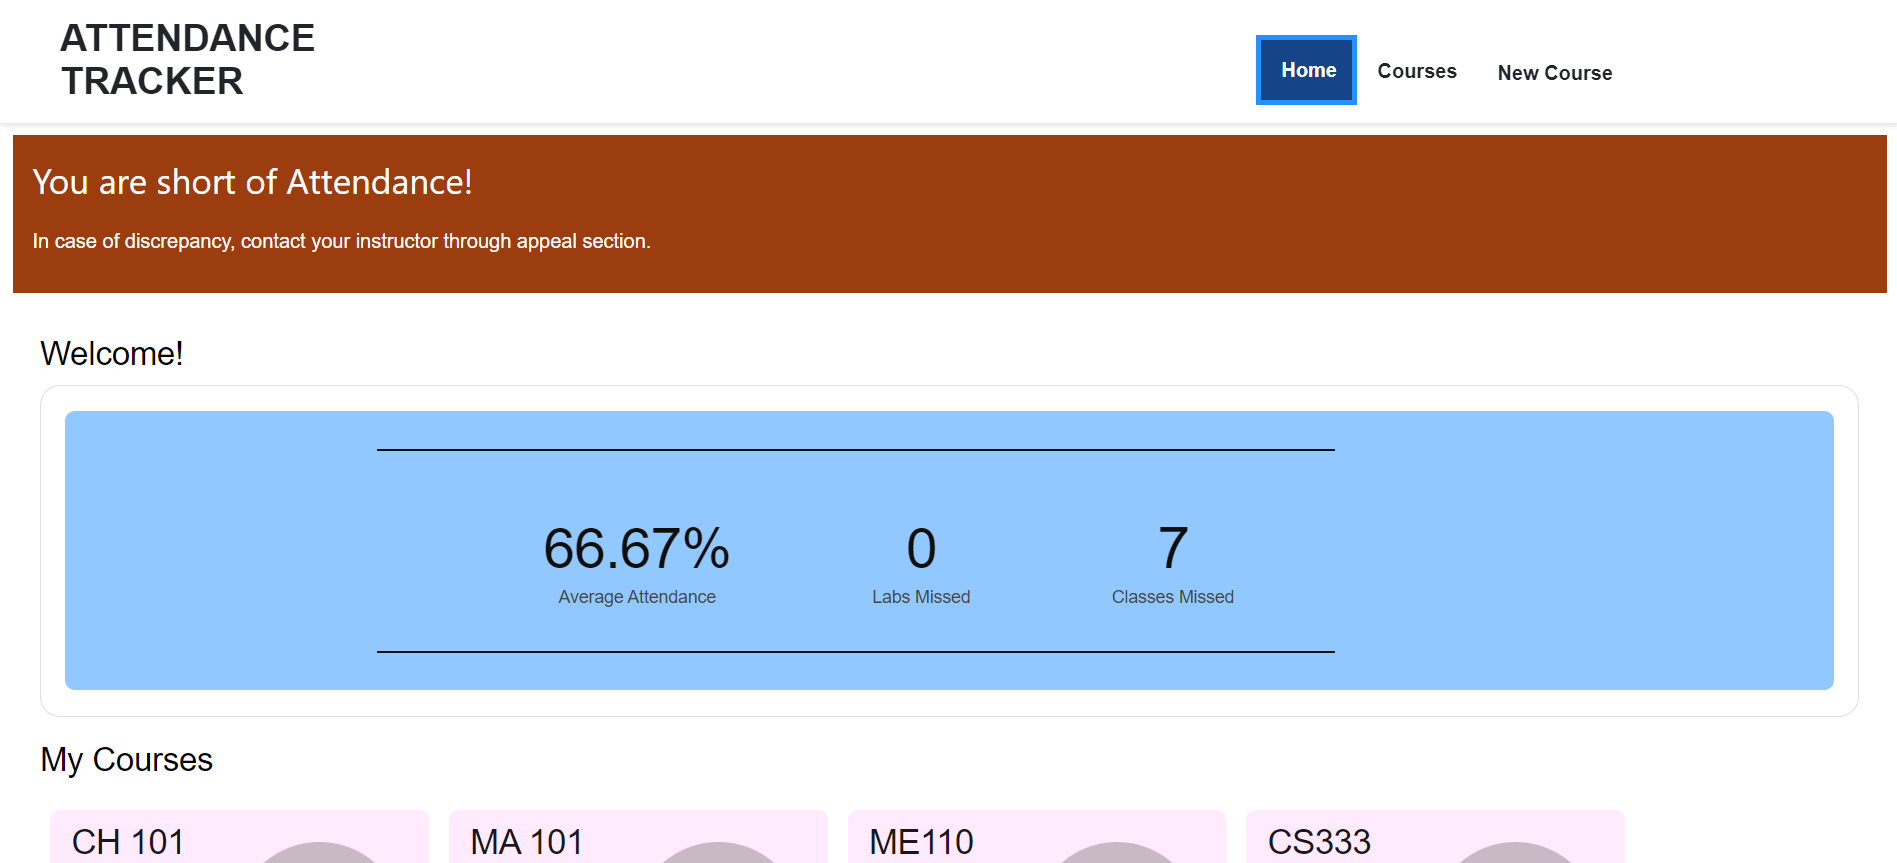 ATTENDANCE
TRACKER
Home
Courses
New Course
You are short of Attendance!
In case of discrepancy, contact your instructor through appeal section.
Welcome!
66.67%
0
7
Average Attendance
Labs Missed
Classes Missed
My Courses
CH 101
MA 101
ME110
CS333